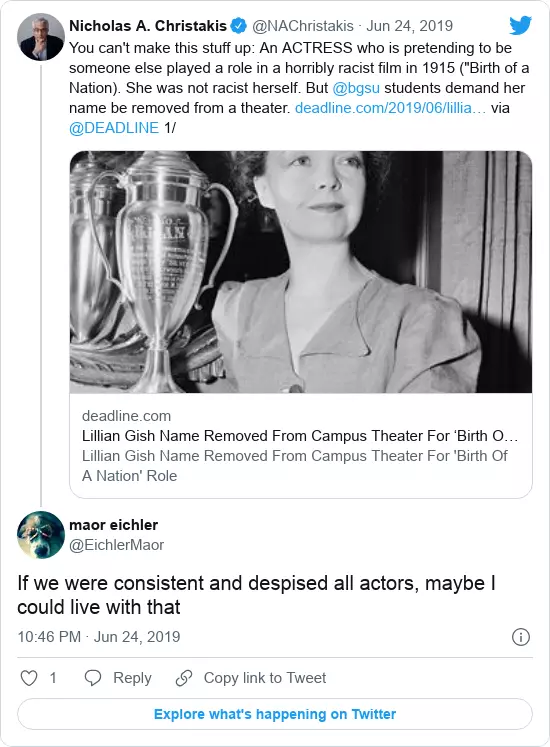 Nicholas A. Christakis @NAChristakis · Jun 24, 2019
You can't make this stuff up: An ACTRESS who is pretending to be
someone else played a role in a horribly racist film in 1915 ("Birth of a
Nation). She was not racist herself. But @bgsu students demand her
name be removed from a theater. deadline.com/2019/06/lillia… via
@DEADLINE 1/
deadline.com
Lillian Gish Name Removed From Campus Theater For ‘Birth O…
Lillian Gish Name Removed From Campus Theater For 'Birth Of
A Nation' Role
maor eichler
@EichlerMaor
If we were consistent and despised all actors, maybe I
could live with that
10:46 PM · Jun 24, 2019
1 Reply Copy link to Tweet
Explore what's happening on Twitter